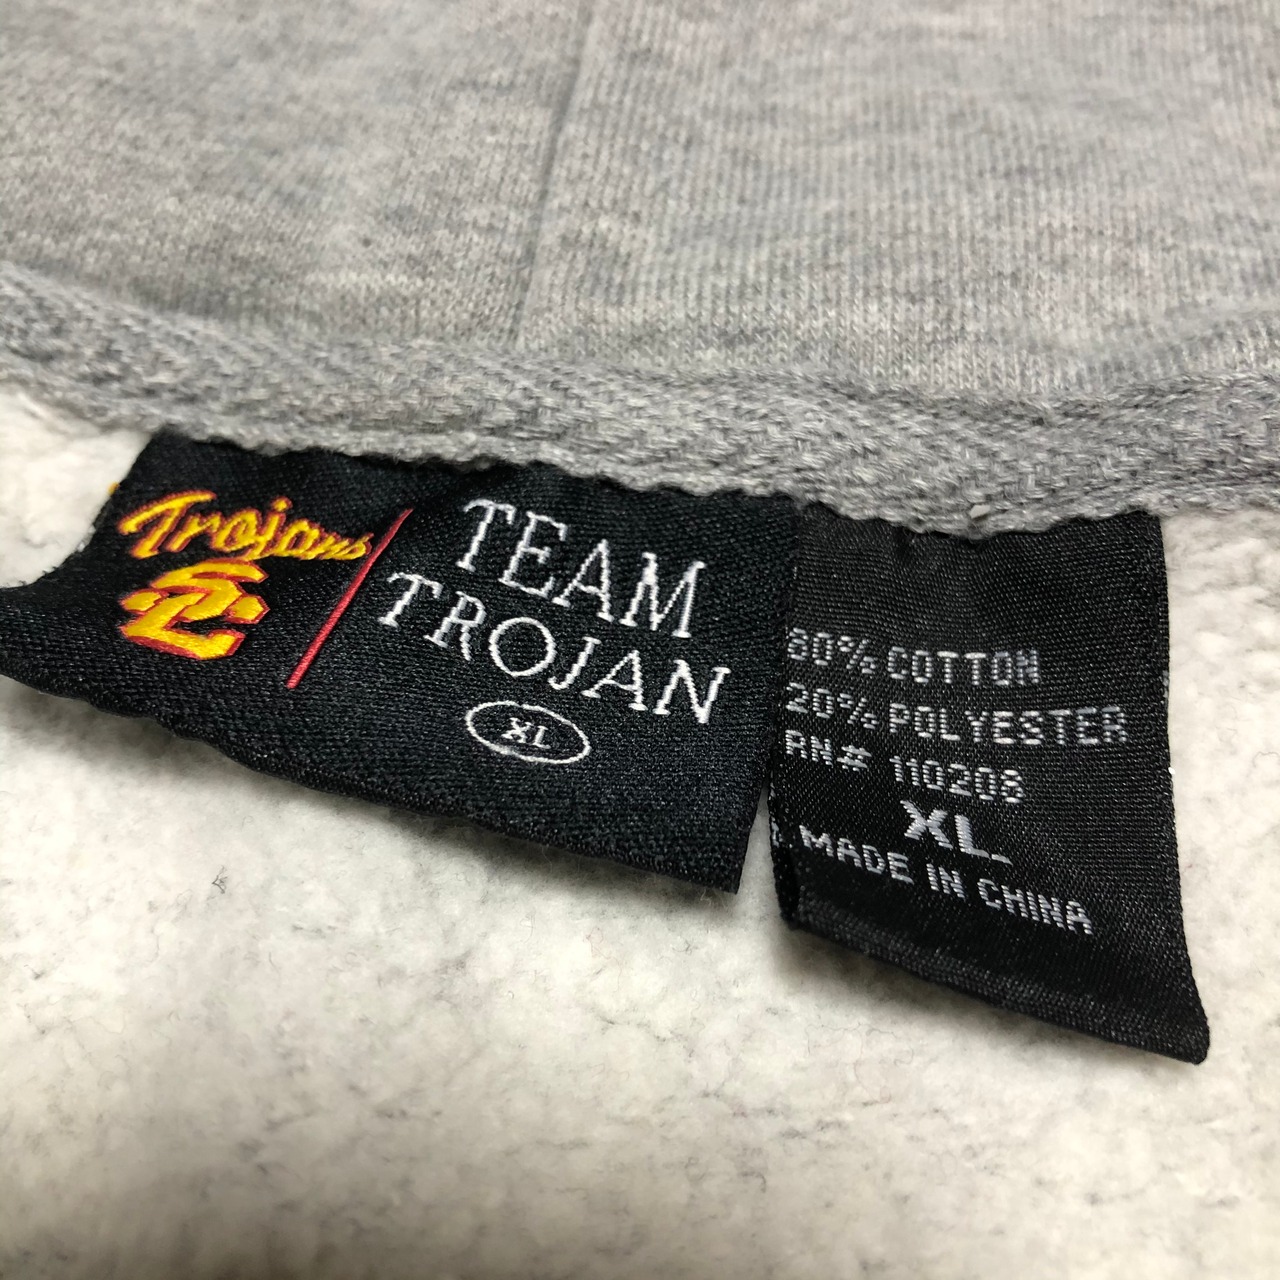 Trojans
SC
TEAM
TROJAN
XL
80% COTTON
20% POLYESTER
RN# 110208
XL
MADE IN CHINA